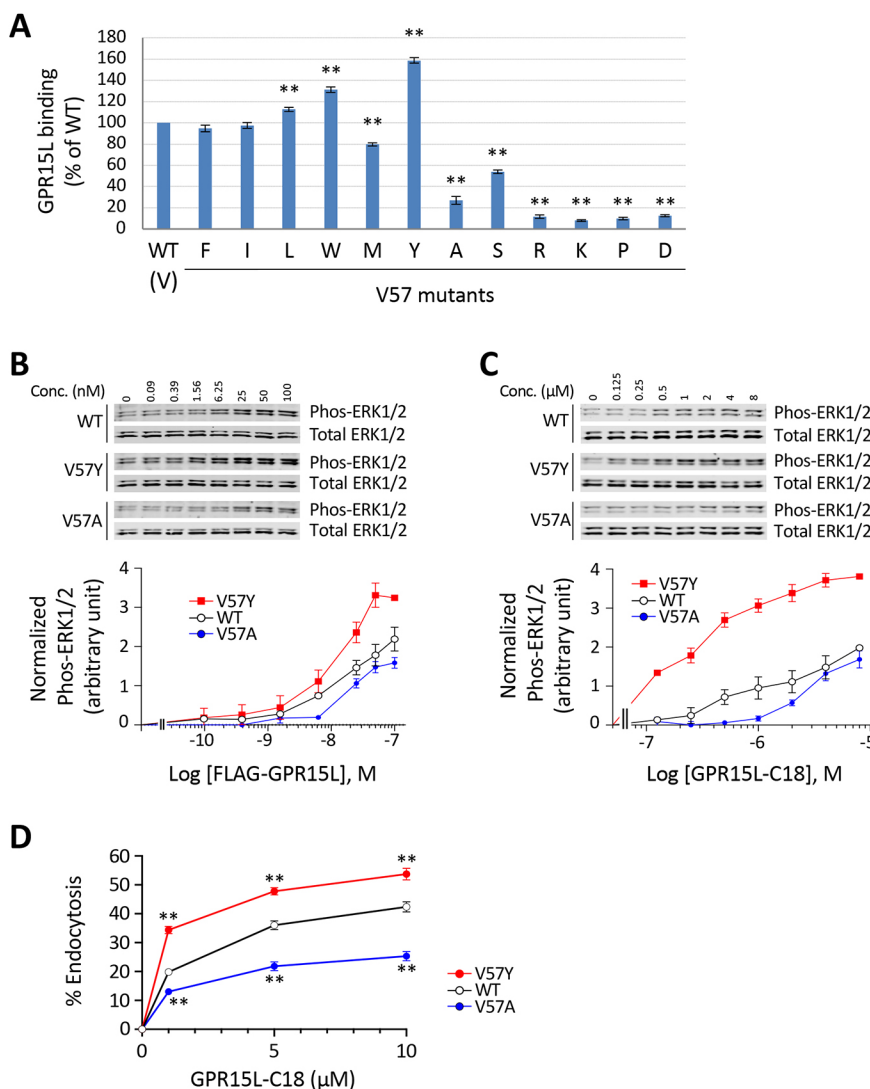 A
GPR15L binding
(% of WT)
180
160
140
120
100
80
60
40
20
0
** ** ** ** ** ** ** ** ** **
WT F I L W M Y A S R K P D
(V)
V57 mutants
B
Conc. (nM) 0 0.09 0.39 1.56 6.25 25 50 100
WT Phos-ERK1/2
Total ERK1/2
V57Y Phos-ERK1/2
Total ERK1/2
V57A Phos-ERK1/2
Total ERK1/2
Normalized
Phos-ERK1/2
(arbitrary unit)
4
3
2
1
0
V57Y
WT
V57A
-10 -9 -8 -7
Log [FLAG-GPR15L], M
C
Conc. (µM) 0 0.125 0.25 0.5 1 2 4 8
WT Phos-ERK1/2
Total ERK1/2
V57Y Phos-ERK1/2
Total ERK1/2
V57A Phos-ERK1/2
Total ERK1/2
Normalized
Phos-ERK1/2
(arbitrary unit)
4
3
2
1
0
V57Y
WT
V57A
-7 -6 -5
Log [GPR15L-C18], M
D
% Endocytosis
60
50
40
30
20
10
0
** ** **
** ** **
0 5 10
GPR15L-C18 (µM)
V57Y
WT
V57A